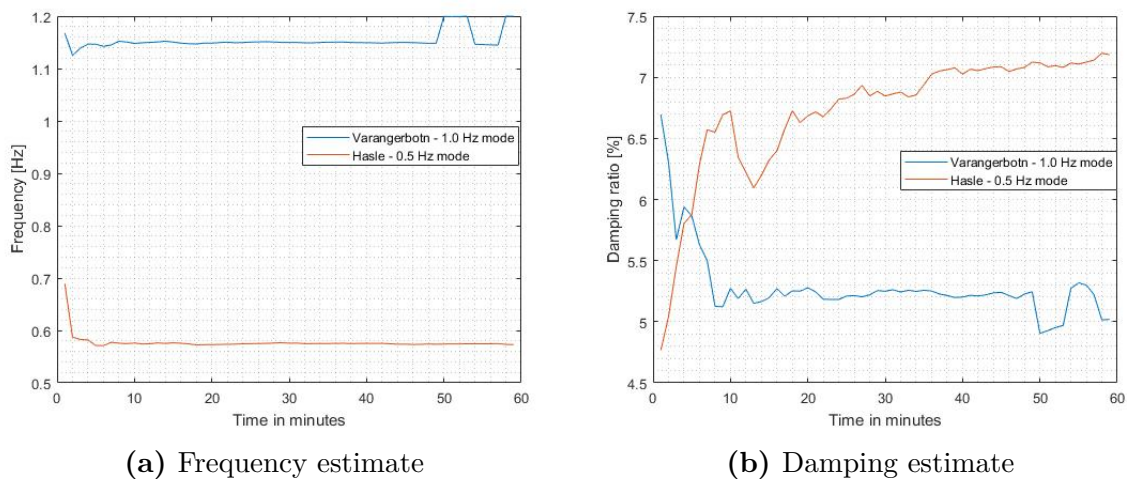 1.2
1.1
1
0.9
0.8
0.7
0.6
0.5
Frequency [Hz]
Varangerbotn - 1.0 Hz mode
Hasle - 0.5 Hz mode
0 10 20 30 40 50 60
Time in minutes
(a) Frequency estimate
7.5
7
6.5
6
5.5
5
4.5
Damping ratio [%]
Varangerbotn - 1.0 Hz mode
Hasle - 0.5 Hz mode
0 10 20 30 40 50 60
Time in minutes
(b) Damping estimate